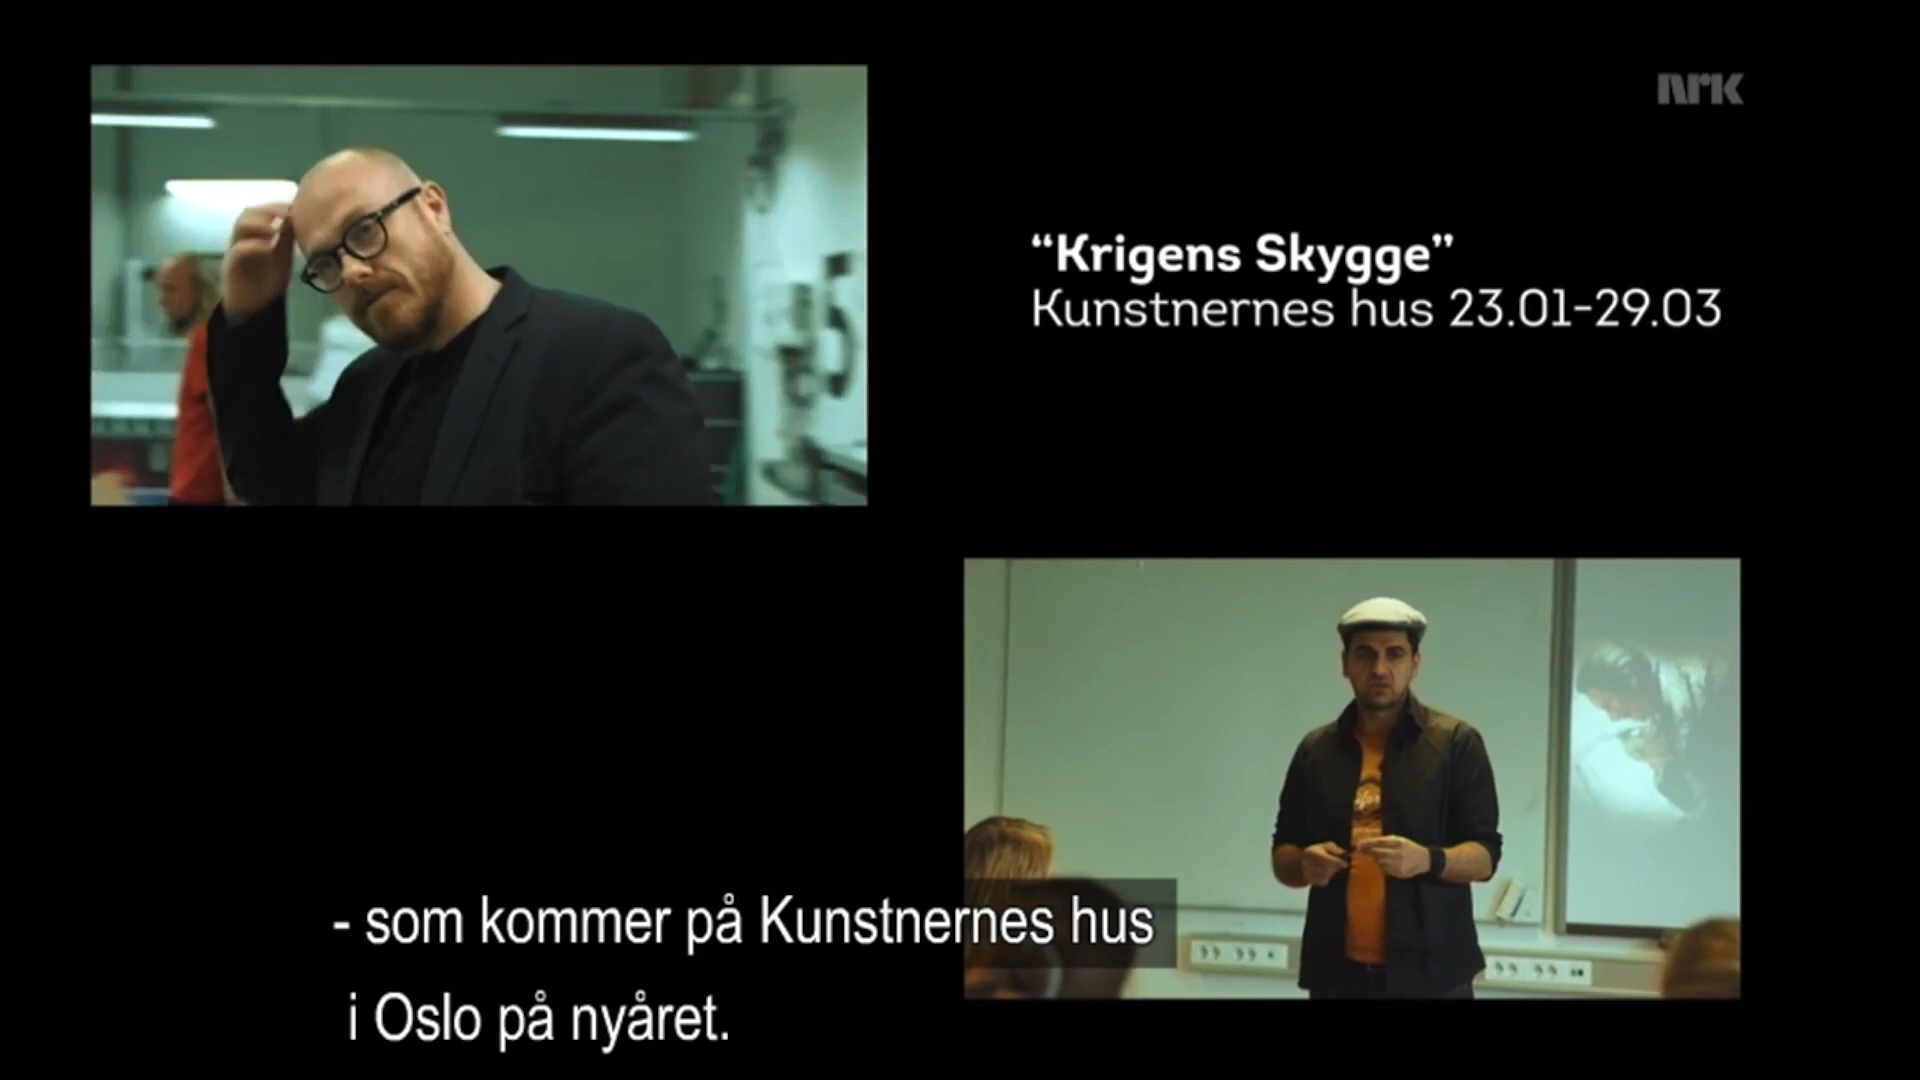 nrk
“Krigens Skygge”
Kunstnernes hus 23.01-29.03
- som kommer på Kunstnernes hus
i Oslo på nyåret.